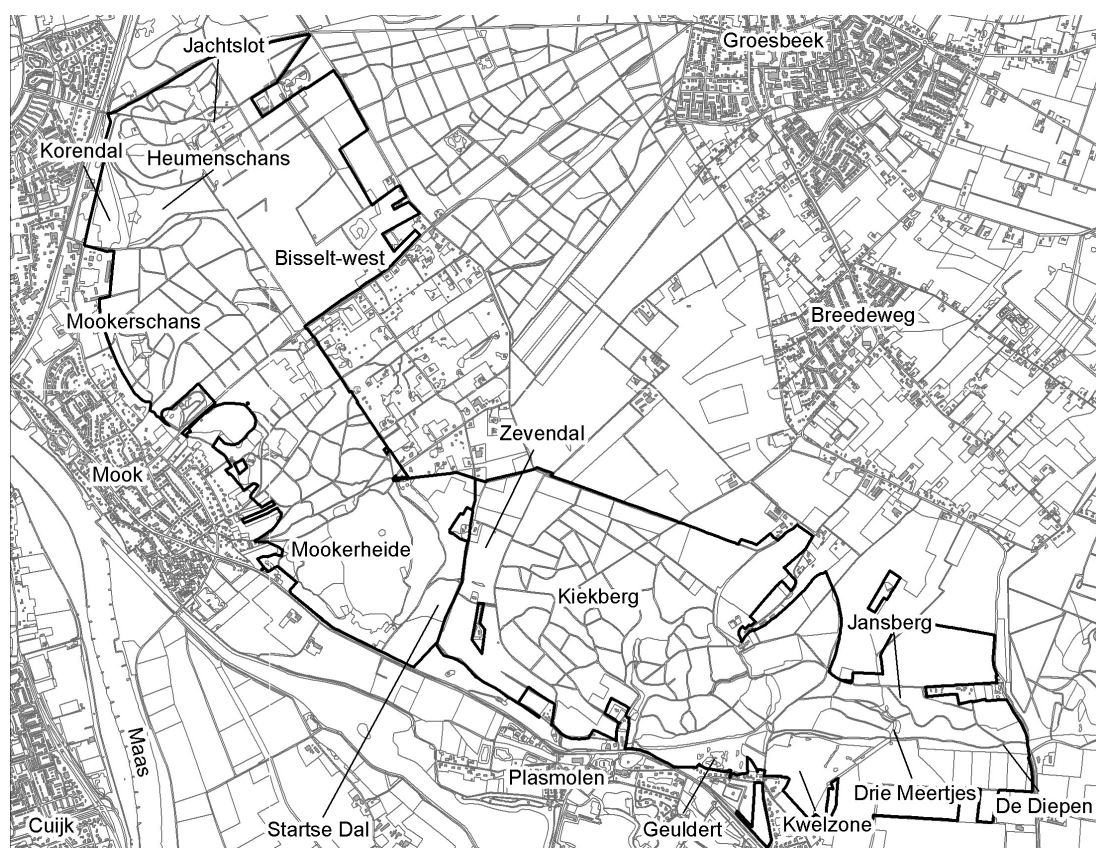 Jachtslot
Groesbeek
Korendal
Heumenschans
Bisselt-west
Mookerschans
Breedeweg
Zevendal
Mook
Mookerheide
Kiekberg
Jansberg
Maas
Plasmolen
Drie Meertjes
De Diepen
Cuijk
Startse Dal
Geuldert
Kwelzone